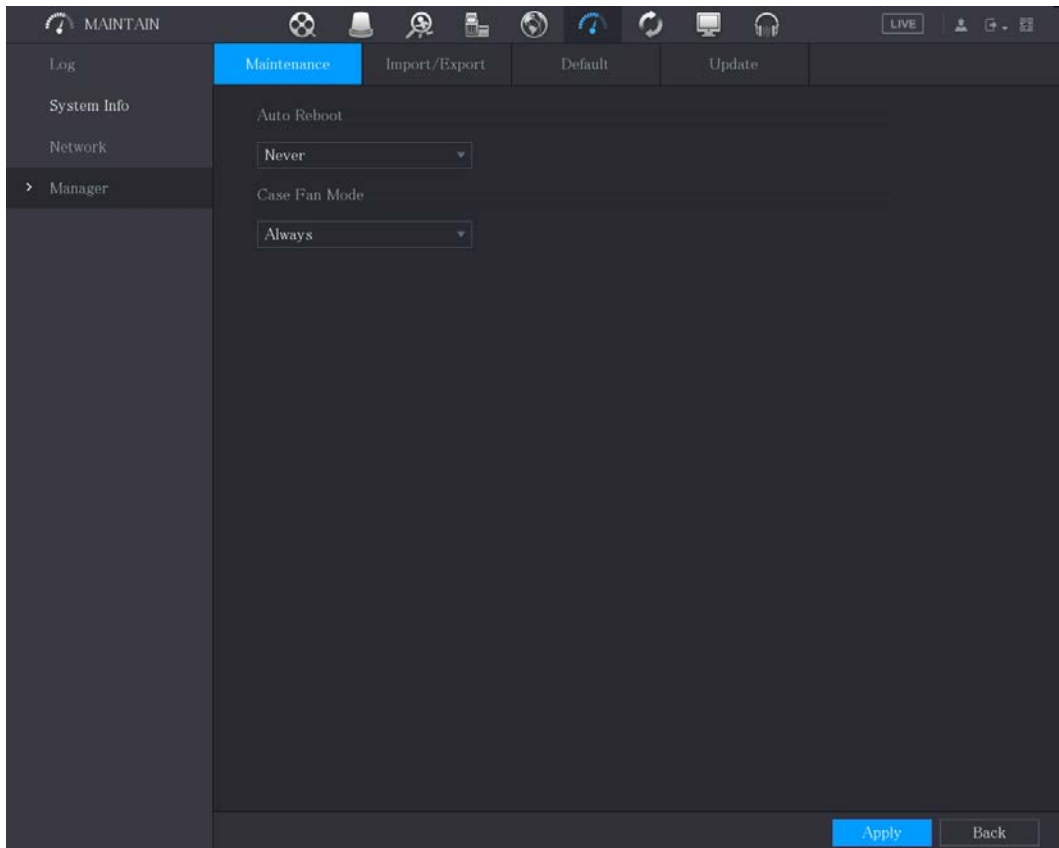 MAINTAIN
LIVE
Log
Maintenance
Import/Export
Default
Update
System Info
Auto Reboot
Network
Never
Manager
Case Fan Mode
Always
Apply
Back